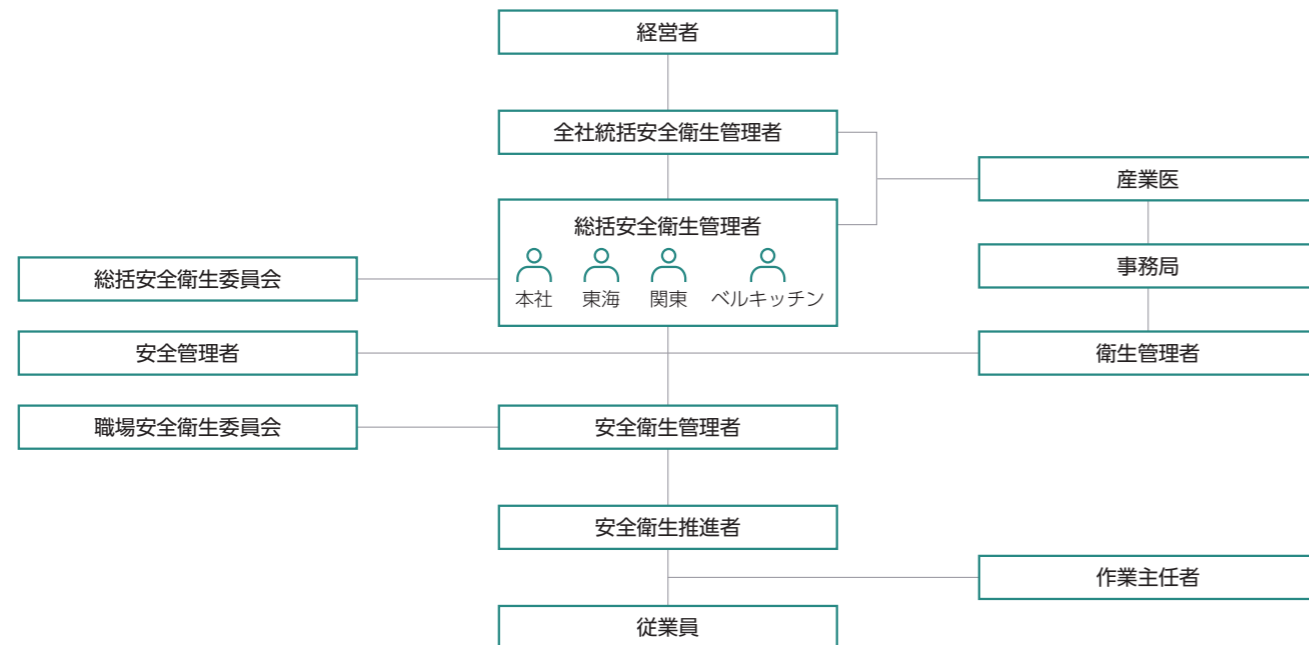 経営者
全社統括安全衛生管理者
産業医
総括安全衛生管理者
本社 東海 関東 ベルキッチン
総括安全衛生委員会
事務局
安全管理者
衛生管理者
職場安全衛生委員会
安全衛生管理者
安全衛生推進者
作業主任者
従業員